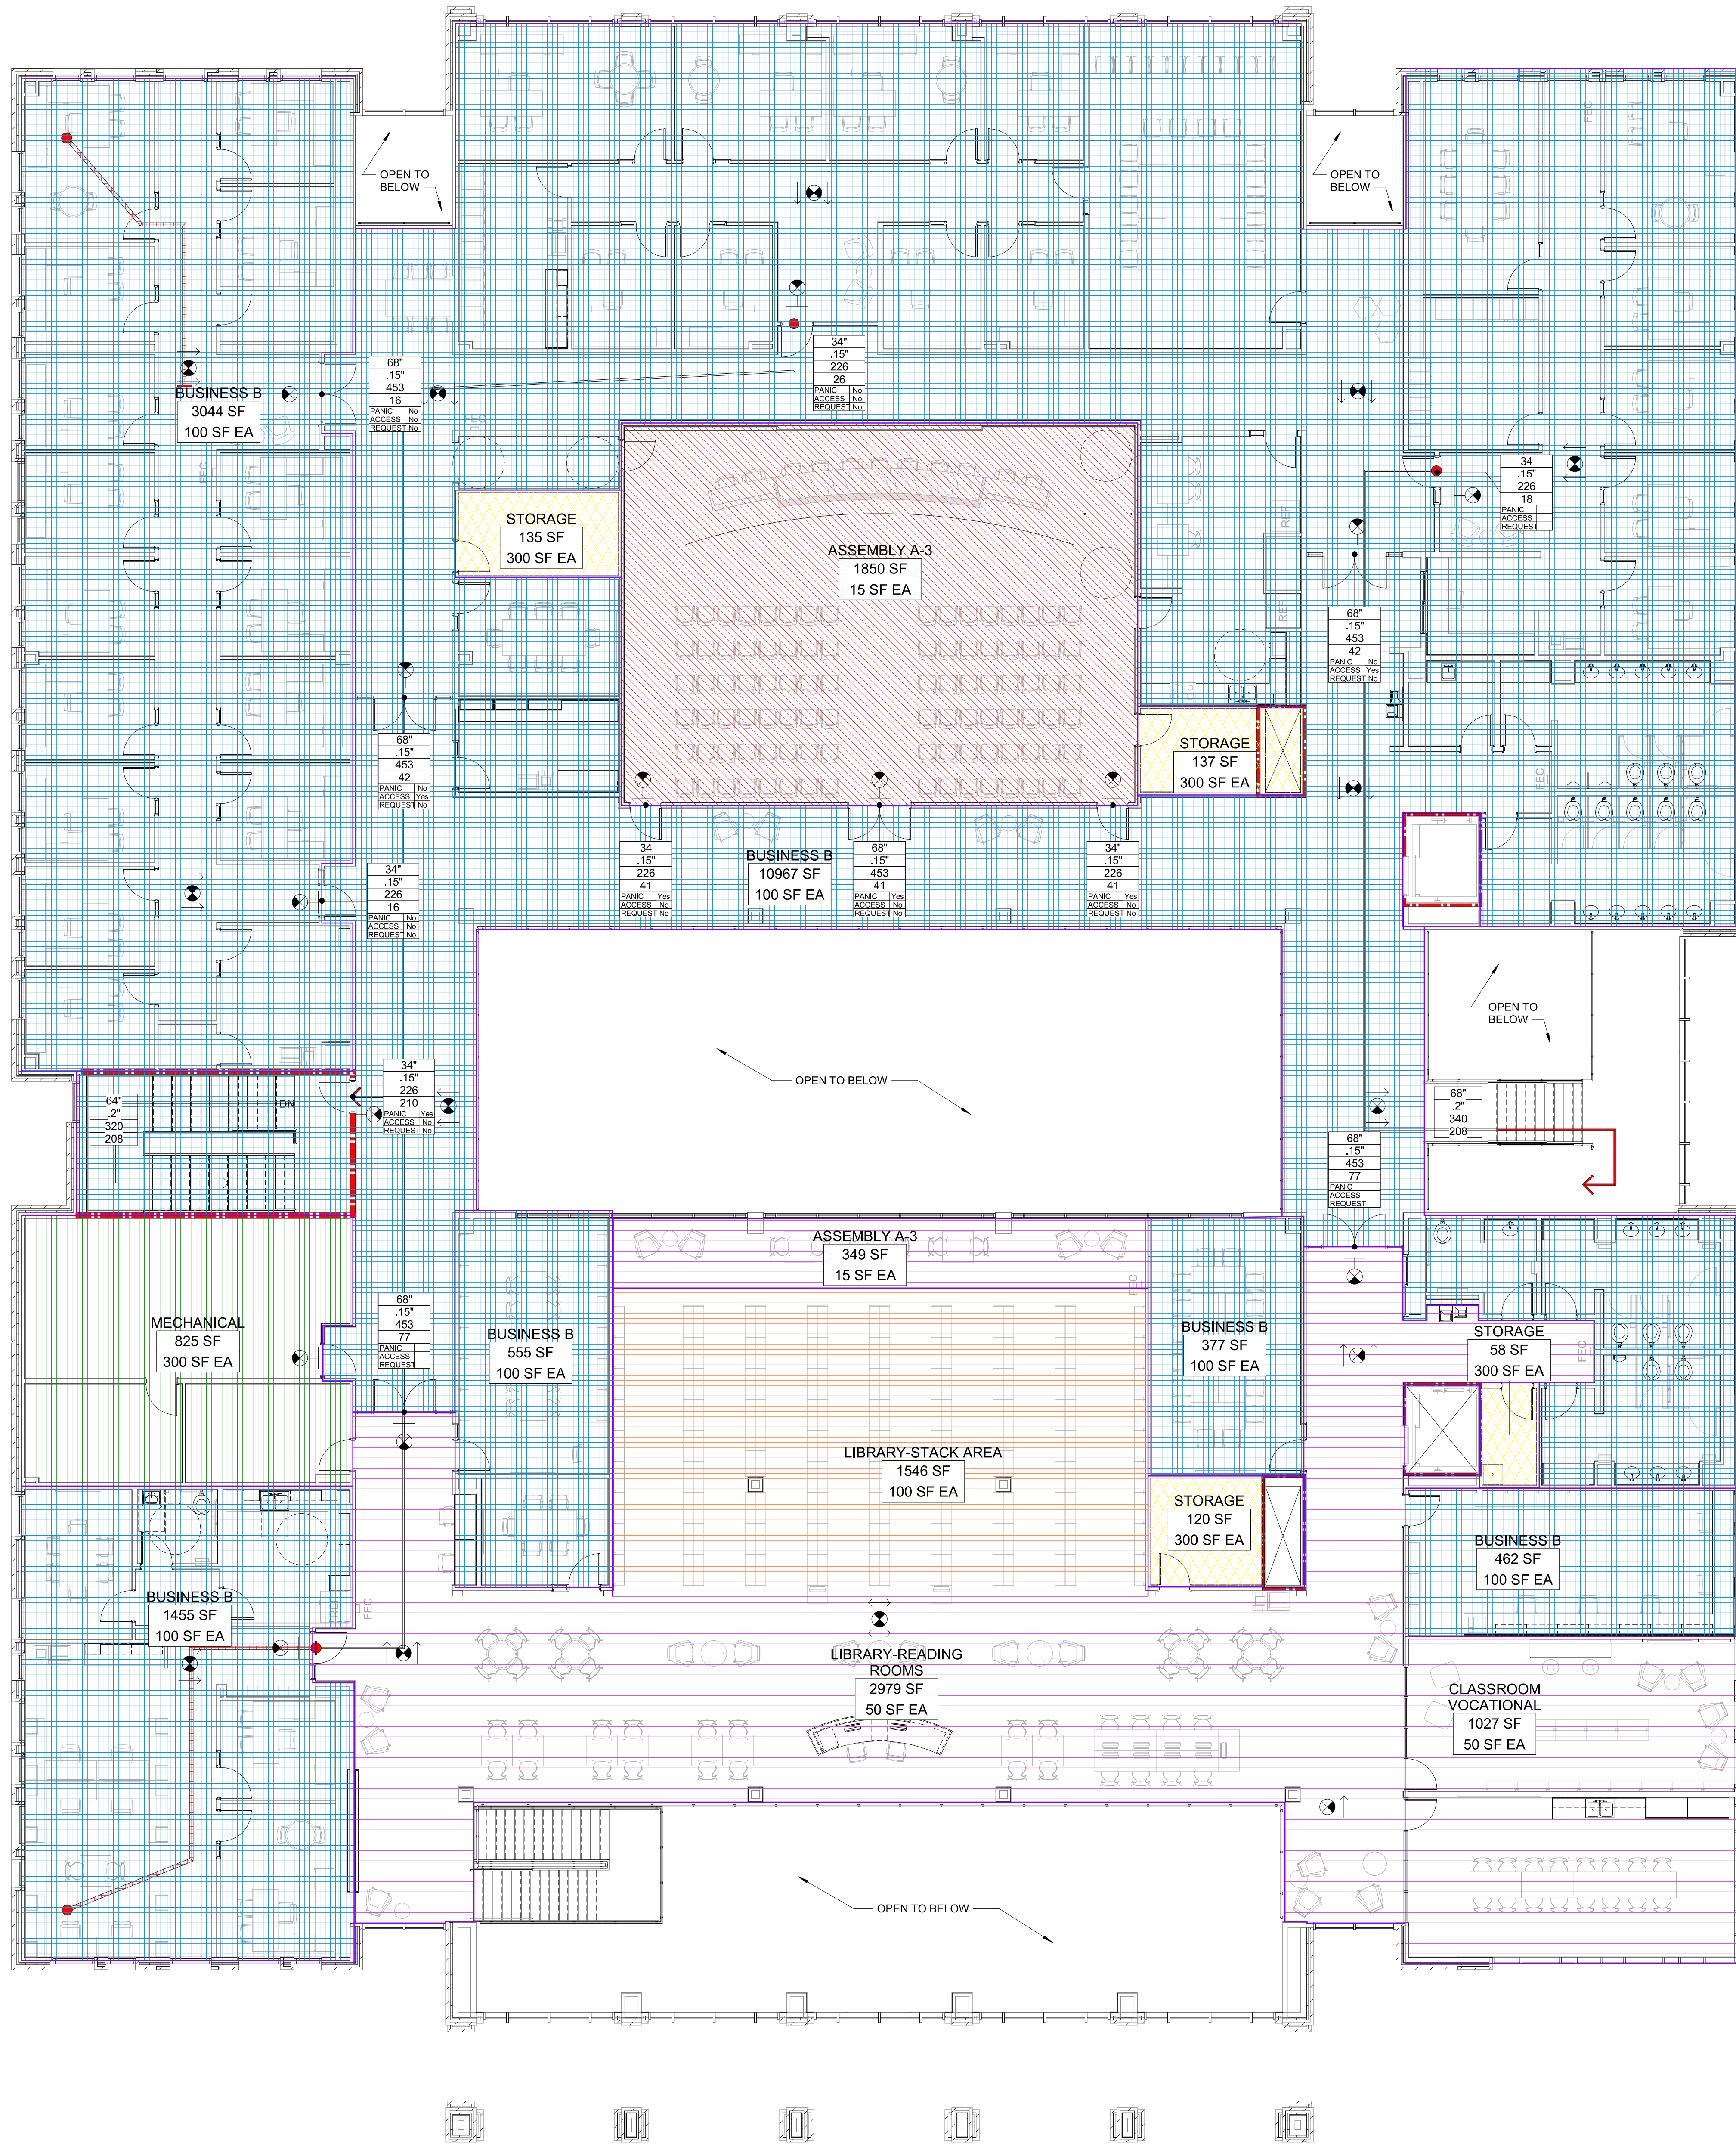 OPEN TO
BELOW
OPEN TO
BELOW
FEC
34"
.15"
226
26
PANIC No
ACCESS No
REQUEST No
68"
.15"
453
16
PANIC No
ACCESS No
REQUEST No
BUSINESS B
3044 SF
100 SF EA
FEC
FEC
34
.15"
226
18
PANIC
ACCESS
REQUEST
STORAGE
135 SF
300 SF EA
ASSEMBLY A-3
1850 SF
15 SF EA
REF
REF
68"
.15"
453
42
PANIC No
ACCESS Yes
REQUEST No
68"
.15"
453
42
PANIC No
ACCESS Yes
REQUEST No
STORAGE
137 SF
300 SF EA
FEC
34
.15"
226
41
PANIC Yes
ACCESS No
REQUEST No
BUSINESS B
10967 SF
100 SF EA
68"
.15"
453
41
PANIC Yes
ACCESS No
REQUEST No
34"
.15"
226
41
PANIC Yes
ACCESS No
REQUEST No
34"
.15"
226
16
PANIC No
ACCESS No
REQUEST No
OPEN TO
BELOW
OPEN TO BELOW
34"
.15"
226
210
PANIC Yes
ACCESS No
REQUEST No
64"
.2"
320
208
DN
68"
.2"
340
208
68"
.15"
453
77
PANIC
ACCESS
REQUEST
ASSEMBLY A-3
349 SF
15 SF EA
FEC
68"
.15"
453
77
PANIC
ACCESS
REQUEST
MECHANICAL
825 SF
300 SF EA
BUSINESS B
555 SF
100 SF EA
BUSINESS B
377 SF
100 SF EA
STORAGE
58 SF
300 SF EA
FEC
LIBRARY-STACK AREA
1546 SF
100 SF EA
STORAGE
120 SF
300 SF EA
BUSINESS B
462 SF
100 SF EA
BUSINESS B
1455 SF
100 SF EA
REF
FEC
LIBRARY-READING
ROOMS
2979 SF
50 SF EA
CLASSROOM
VOCATIONAL
1027 SF
50 SF EA
OPEN TO BELOW